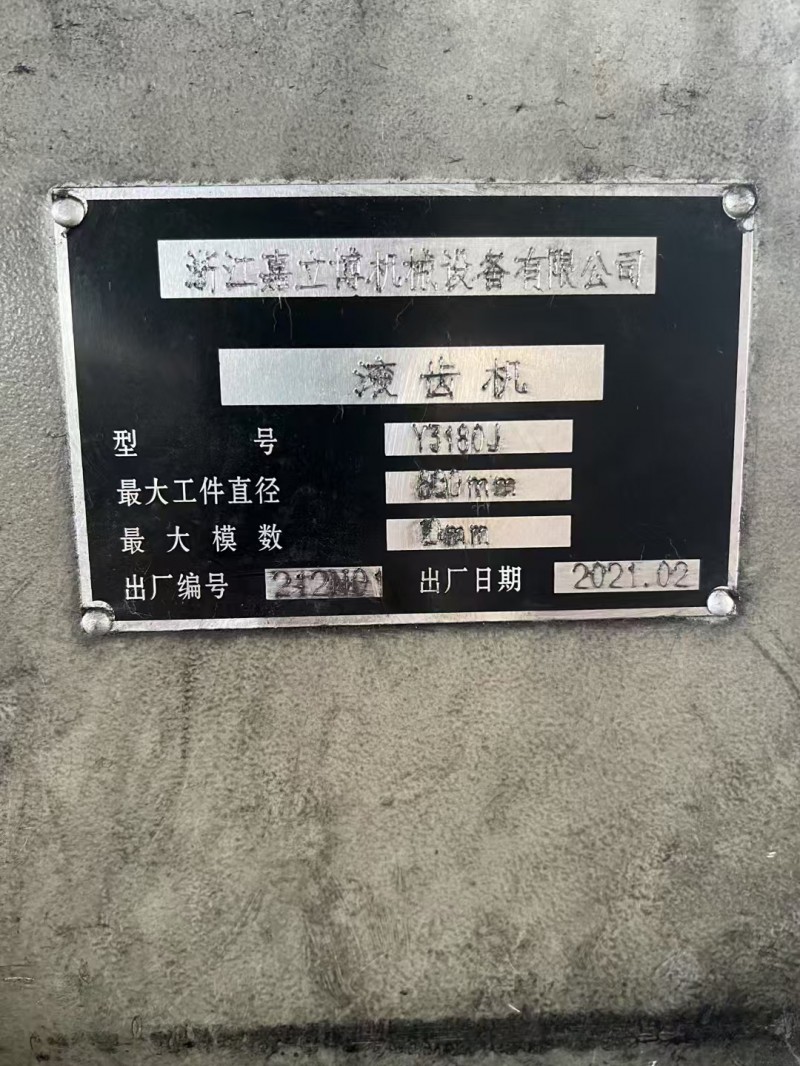 浙江嘉立博机械设备有限公司
滚齿机
型号 Y3180J
最大工件直径
最大模数
出厂编号 212N01 出厂日期 2021.02